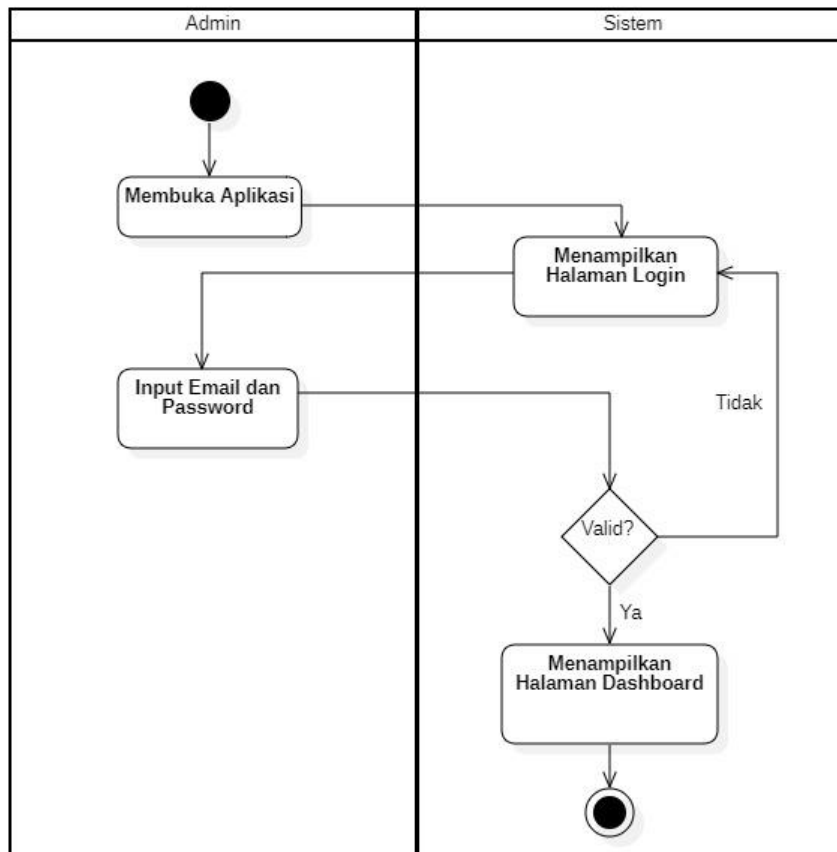 Admin
Sistem
Membuka Aplikasi
Menampilkan
Halaman Login
Input Email dan
Password
Tidak
Valid?
Ya
Menampilkan
Halaman Dashboard